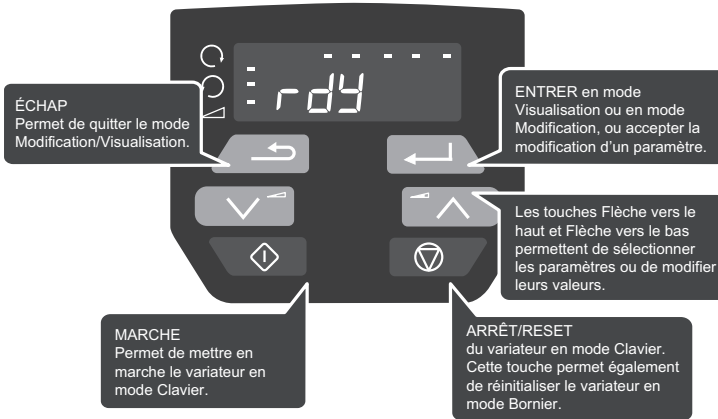 rdy
ÉCHAP
Permet de quitter le mode
Modification/Visualisation.
ENTRER en mode
Visualisation ou en mode
Modification, ou accepter la
modification d’un paramètre.
Les touches Flèche vers le
haut et Flèche vers le bas
permettent de sélectionner
les paramètres ou de modifier
leurs valeurs.
MARCHE
Permet de mettre en
marche le variateur en
mode Clavier.
ARRÊT/RESET
du variateur en mode Clavier.
Cette touche permet également
de réinitialiser le variateur en
mode Bornier.